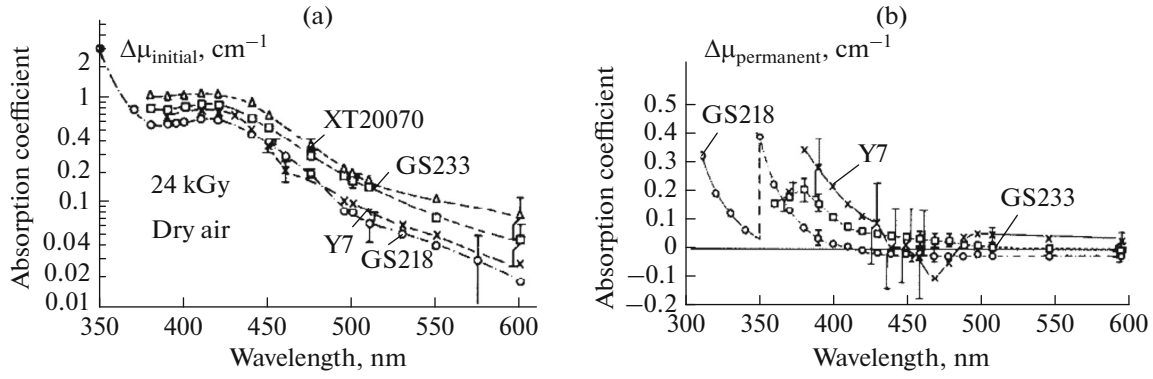 (a)
Absorption coefficient
Δμinitial, cm−1
2
1
0.4
0.2
0.1
0.04
0.02
0.01
XT20070
GS233
24 kGy
Dry air
Y7
GS218
350 400 450 500 550 600
Wavelength, nm
(b)
Absorption coefficient
Δμpermanent, cm−1
0.5
0.4
0.3
0.2
0.1
0
−0.1
−0.2
GS218
Y7
GS233
300 350 400 450 500 550 600
Wavelength, nm